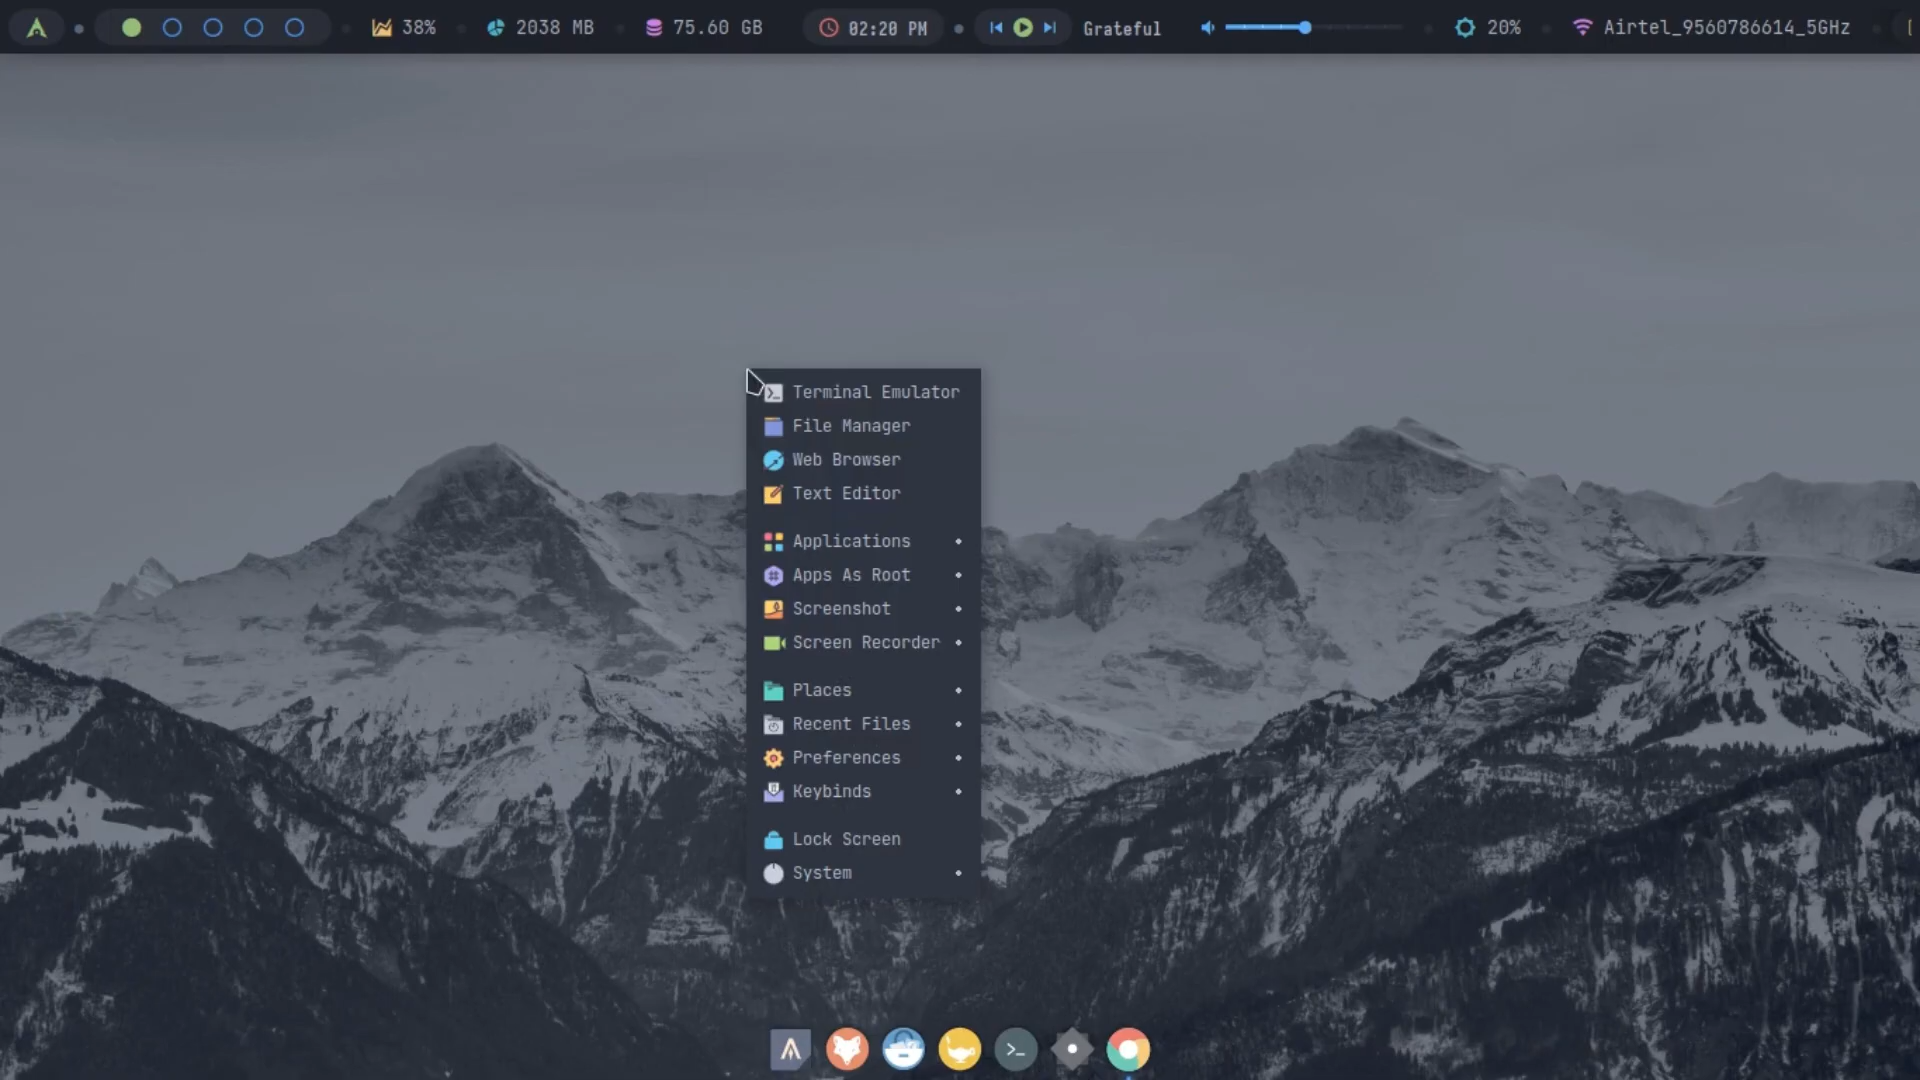 38% 2038 MB 75.60 GB 02:20 PM Grateful 20% Airtel_9560786614_5GHz
Terminal Emulator
File Manager
Web Browser
Text Editor
Applications
Apps As Root
Screenshot
Screen Recorder
Places
Recent Files
Preferences
Keybinds
Lock Screen
System